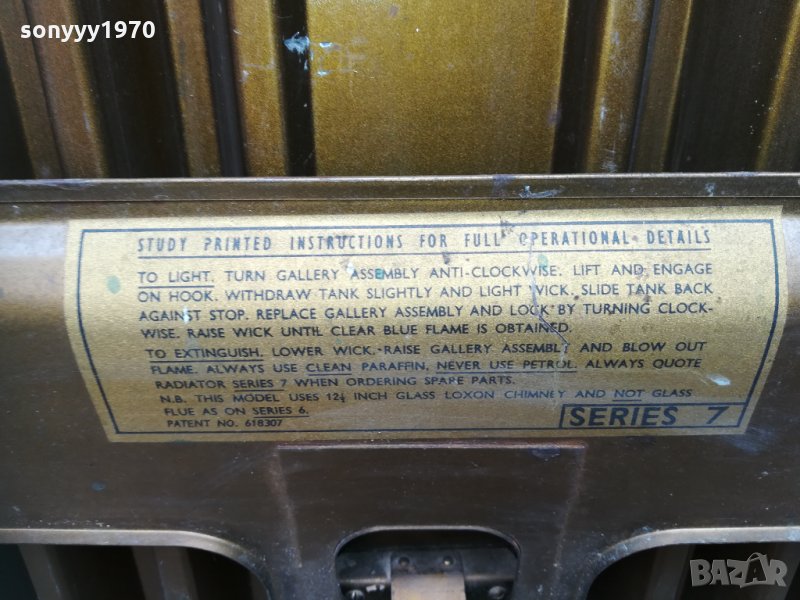 sonyyy1970
STUDY PRINTED INSTRUCTIONS FOR FULL OPERATIONAL DETAILS
TO LIGHT. TURN GALLERY ASSEMBLY ANTI-CLOCKWISE. LIFT AND ENGAGE
ON HOOK. WITHDRAW TANK SLIGHTLY AND LIGHT WICK. SLIDE TANK BACK
AGAINST STOP. REPLACE GALLERY ASSEMBLY AND LOCK BY TURNING CLOCK-
WISE. RAISE WICK UNTIL CLEAR BLUE FLAME IS OBTAINED.
TO EXTINGUISH. LOWER WICK, RAISE GALLERY ASSEMBLY AND BLOW OUT
FLAME. ALWAYS USE CLEAN PARAFFIN, NEVER USE PETROL. ALWAYS QUOTE
RADIATOR SERIES 7 WHEN ORDERING SPARE PARTS.
N.B. THIS MODEL USES 12½ INCH GLASS LOXON CHIMNEY AND NOT GLASS
FLUE AS ON SERIES 6.
PATENT NO. 618307
SERIES 7
BAZAR